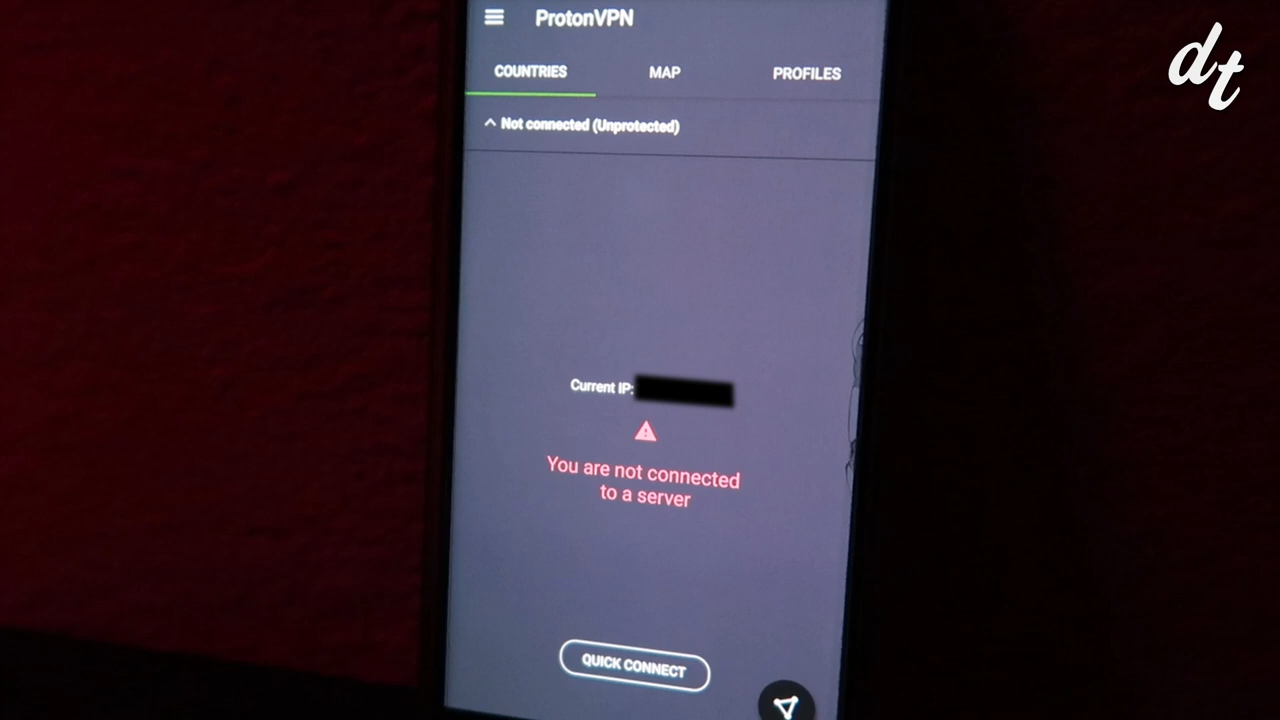 dt
ProtonVPN
COUNTRIES MAP PROFILES
Not connected (Unprotected)
Current IP:
You are not connected
to a server
QUICK CONNECT